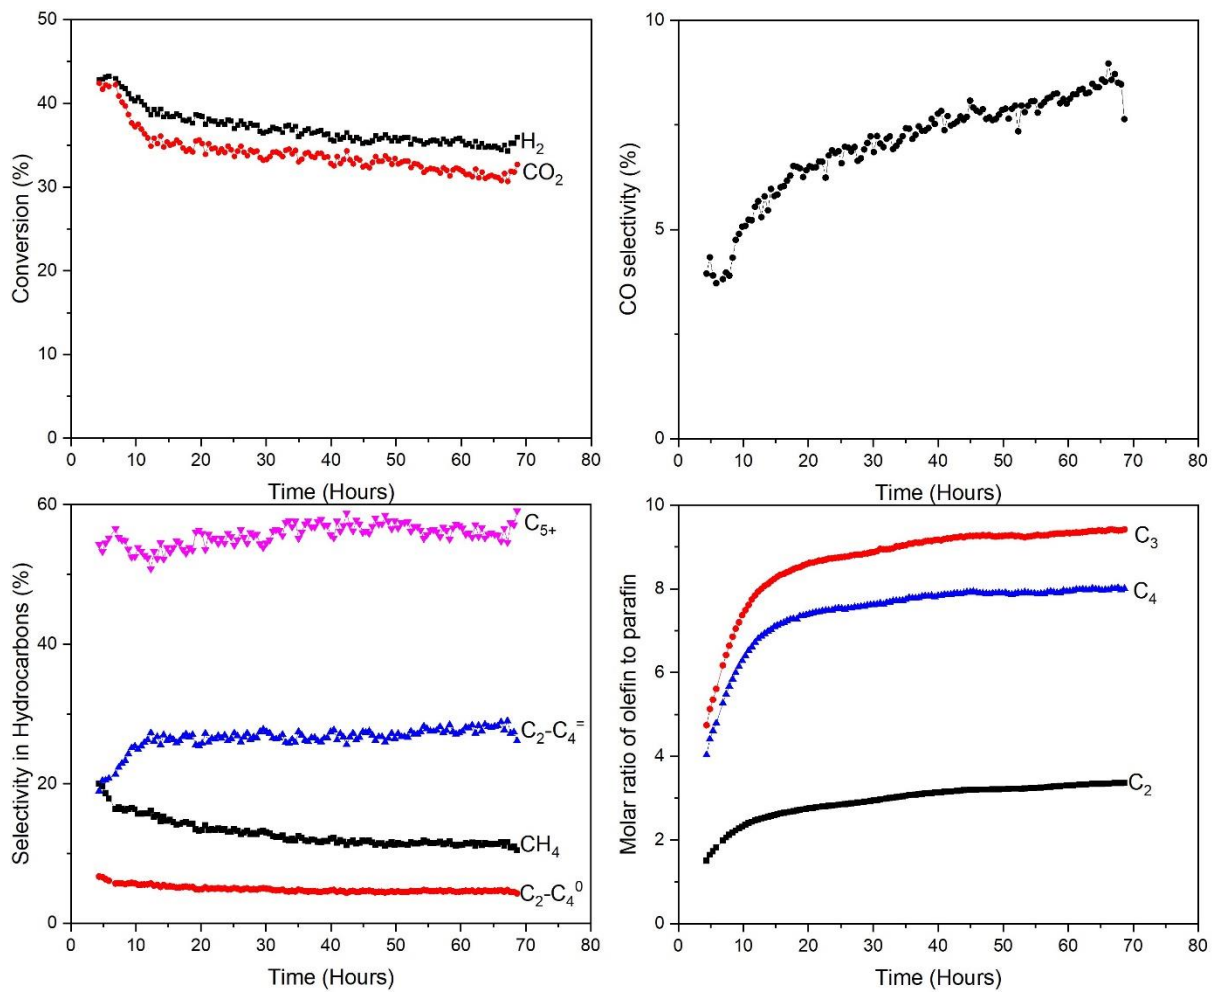 50
40
30
20
10
0
0 10 20 30 40 50 60 70 80
Conversion (%)
Time (Hours)
H2
CO2
10
5
0
0 10 20 30 40 50 60 70 80
CO selectivity (%)
Time (Hours)
60
40
20
0
0 10 20 30 40 50 60 70 80
Selectivity in Hydrocarbons (%)
Time (Hours)
C5+
C2-C4=
CH4
C2-C40
10
8
6
4
2
0
0 10 20 30 40 50 60 70 80
Molar ratio of olefin to parafin
Time (Hours)
C3
C4
C2